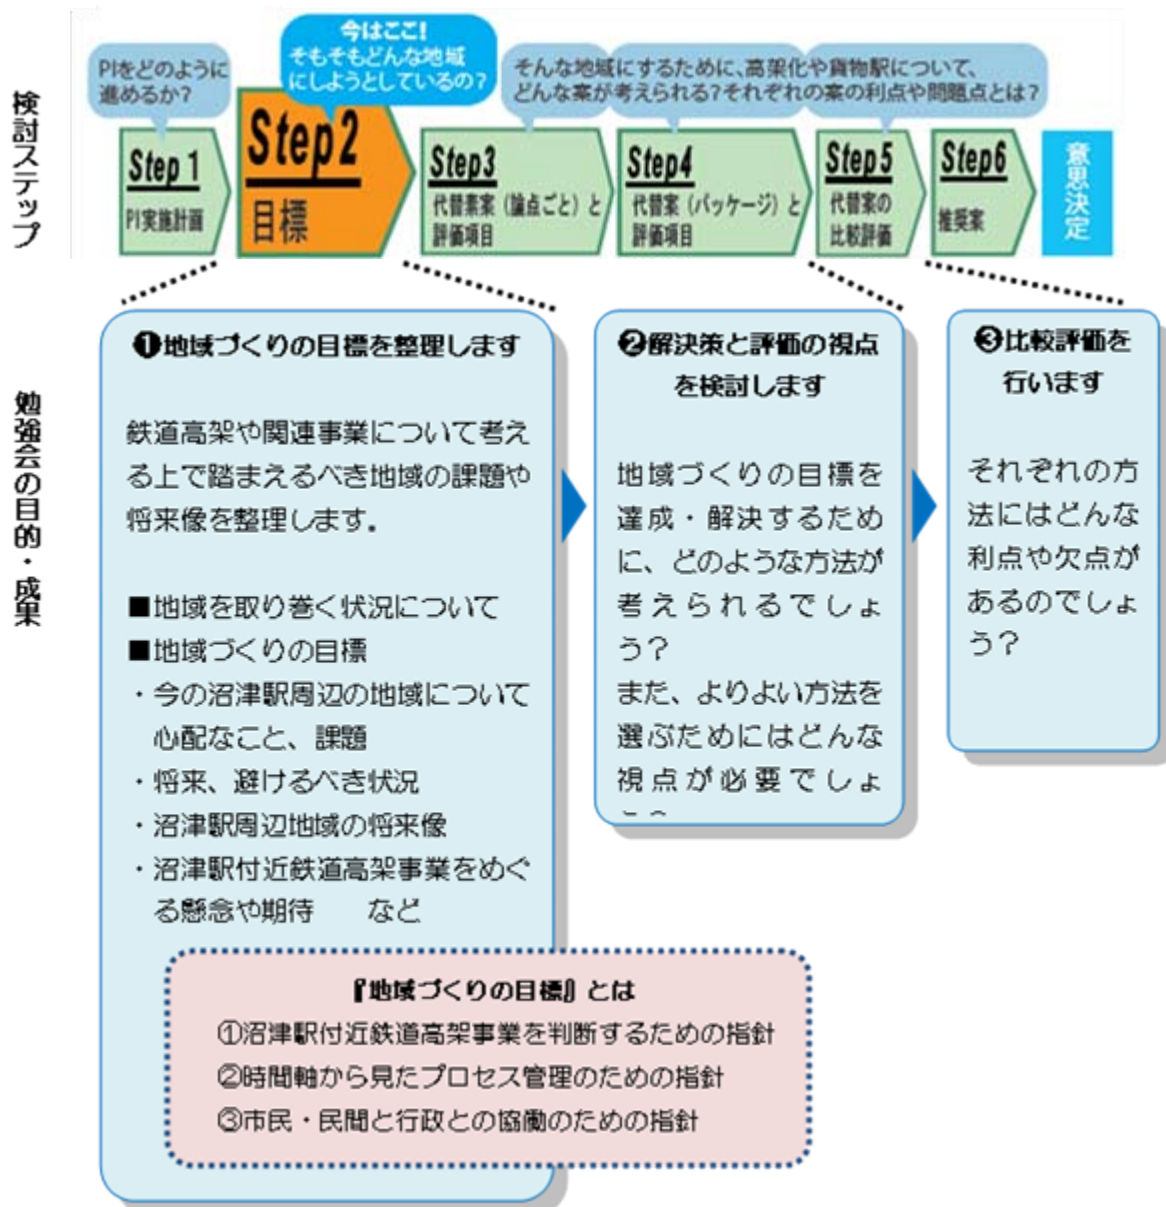 検討ステップ
PIをどのように
進めるか?
今はここ!
そもそもどんな地域
にしようとしているの?
そんな地域にするために、高架化や貨物駅について、
どんな案が考えられる?それぞれの案の利点や問題点とは?
Step 1
PI実施計画
Step2
目標
Step3
代替素案(論点ごと)と
評価項目
Step4
代替案(パッケージ)と
評価項目
Step5
代替案の
比較評価
Step6
推奨案
意思決定
勉強会の目的・成果
❶地域づくりの目標を整理します
鉄道高架や関連事業について考え
る上で踏まえるべき地域の課題や
将来像を整理します。
■地域を取り巻く状況について
■地域づくりの目標
・今の沼津駅周辺の地域について
心配なこと、課題
・将来、避けるべき状況
・沼津駅周辺地域の将来像
・沼津駅付近鉄道高架事業をめぐ
る懸念や期待 など
❷解決策と評価の視点
を検討します
地域づくりの目標を
達成・解決するため
に、どのような方法が
考えられるでしょ
う?
また、よりよい方法を
選ぶためにはどんな
視点が必要でしょ
❸比較評価を
行います
それぞれの方
法にはどんな
利点や欠点が
あるのでしょ
う?
『地域づくりの目標』とは
①沼津駅付近鉄道高架事業を判断するための指針
②時間軸から見たプロセス管理のための指針
③市民・民間と行政との協働のための指針